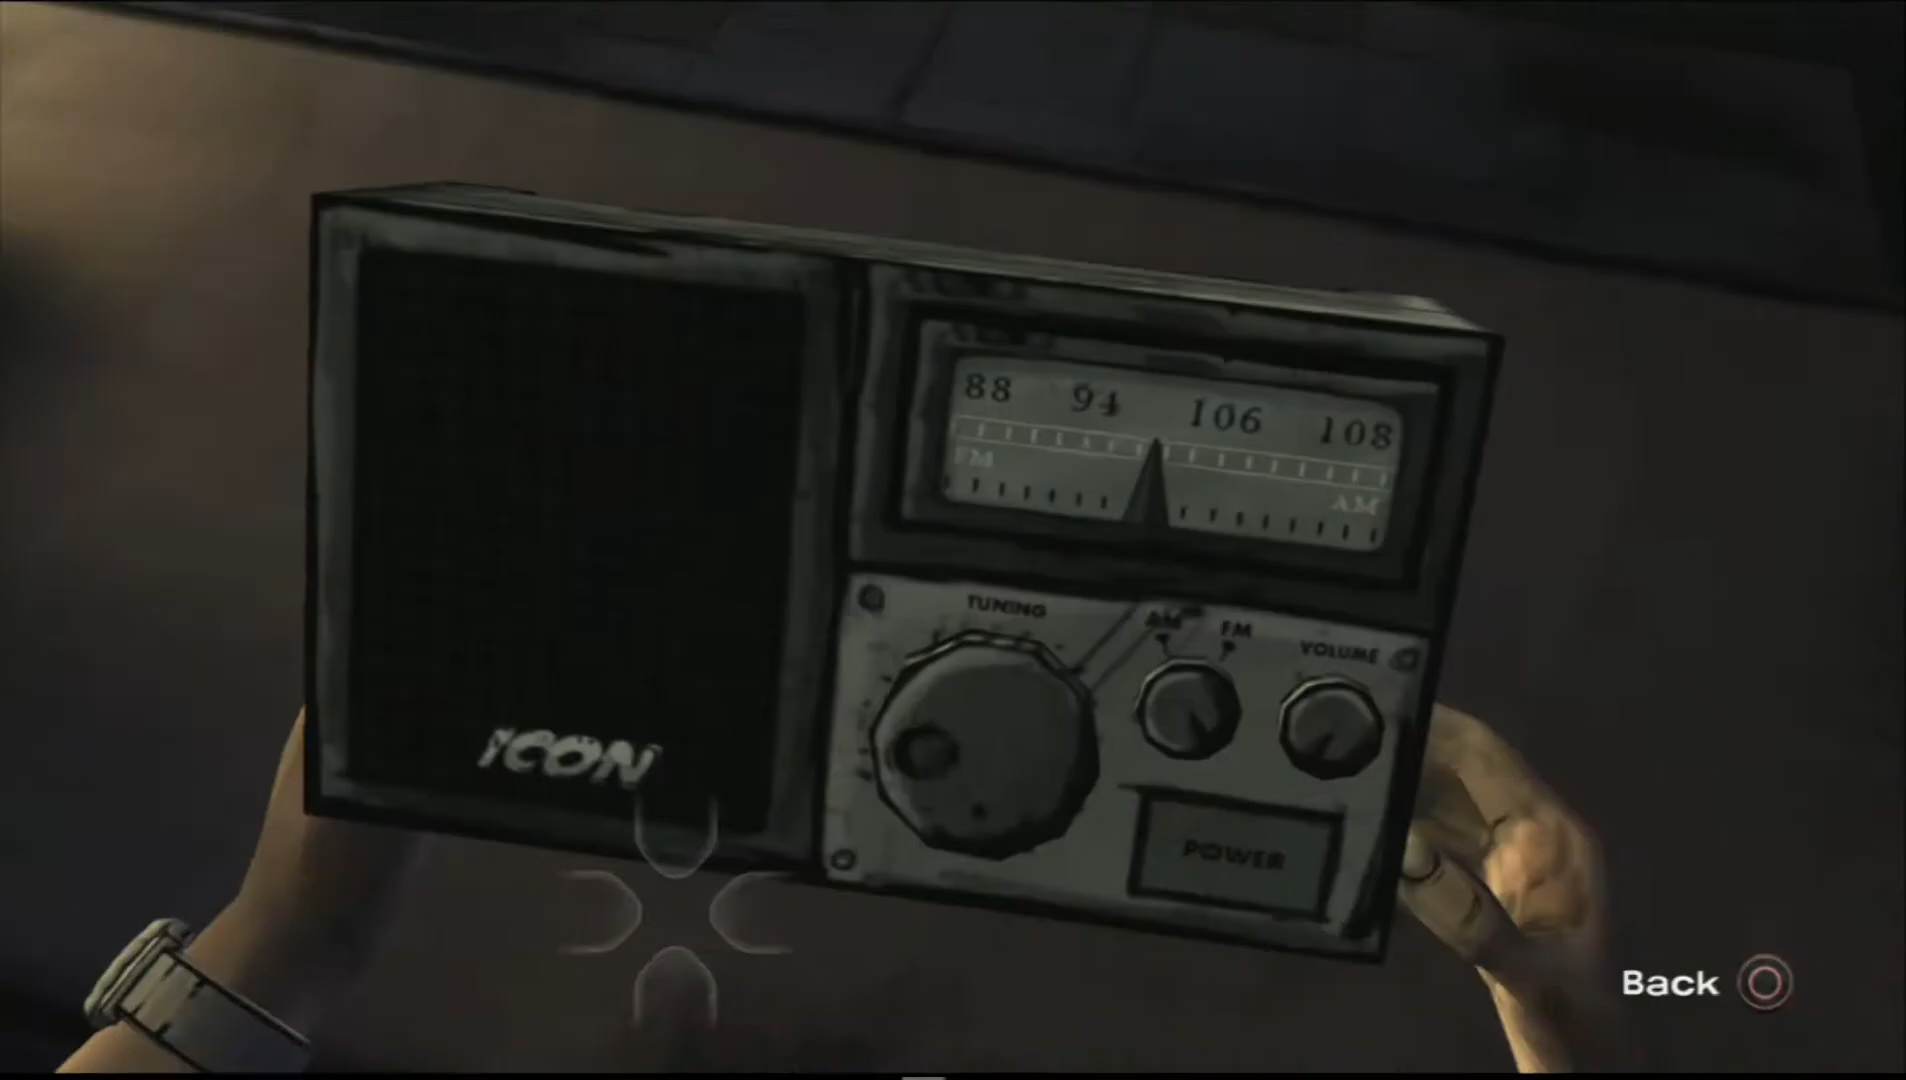 88 94 106 108
FM
AM
TUNING
AM FM
VOLUME
ICON
POWER
Back